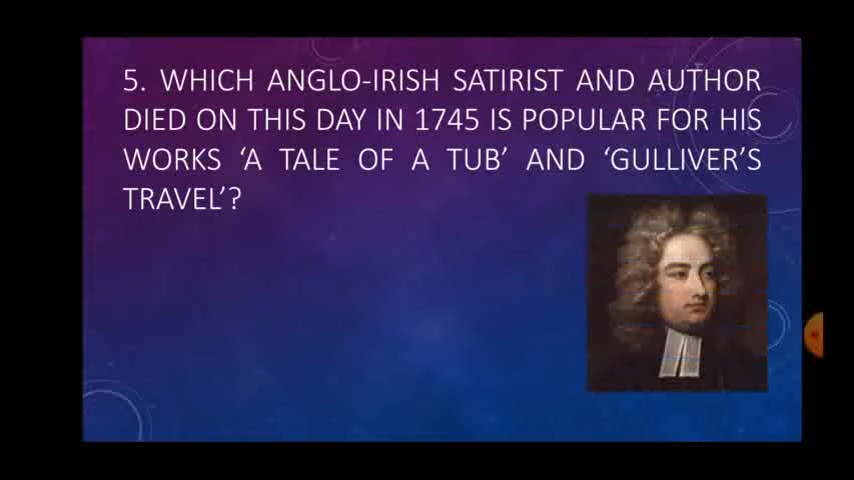 5. WHICH ANGLO-IRISH SATIRIST AND AUTHOR
DIED ON THIS DAY IN 1745 IS POPULAR FOR HIS
WORKS ‘A TALE OF A TUB’ AND ‘GULLIVER’S
TRAVEL’?